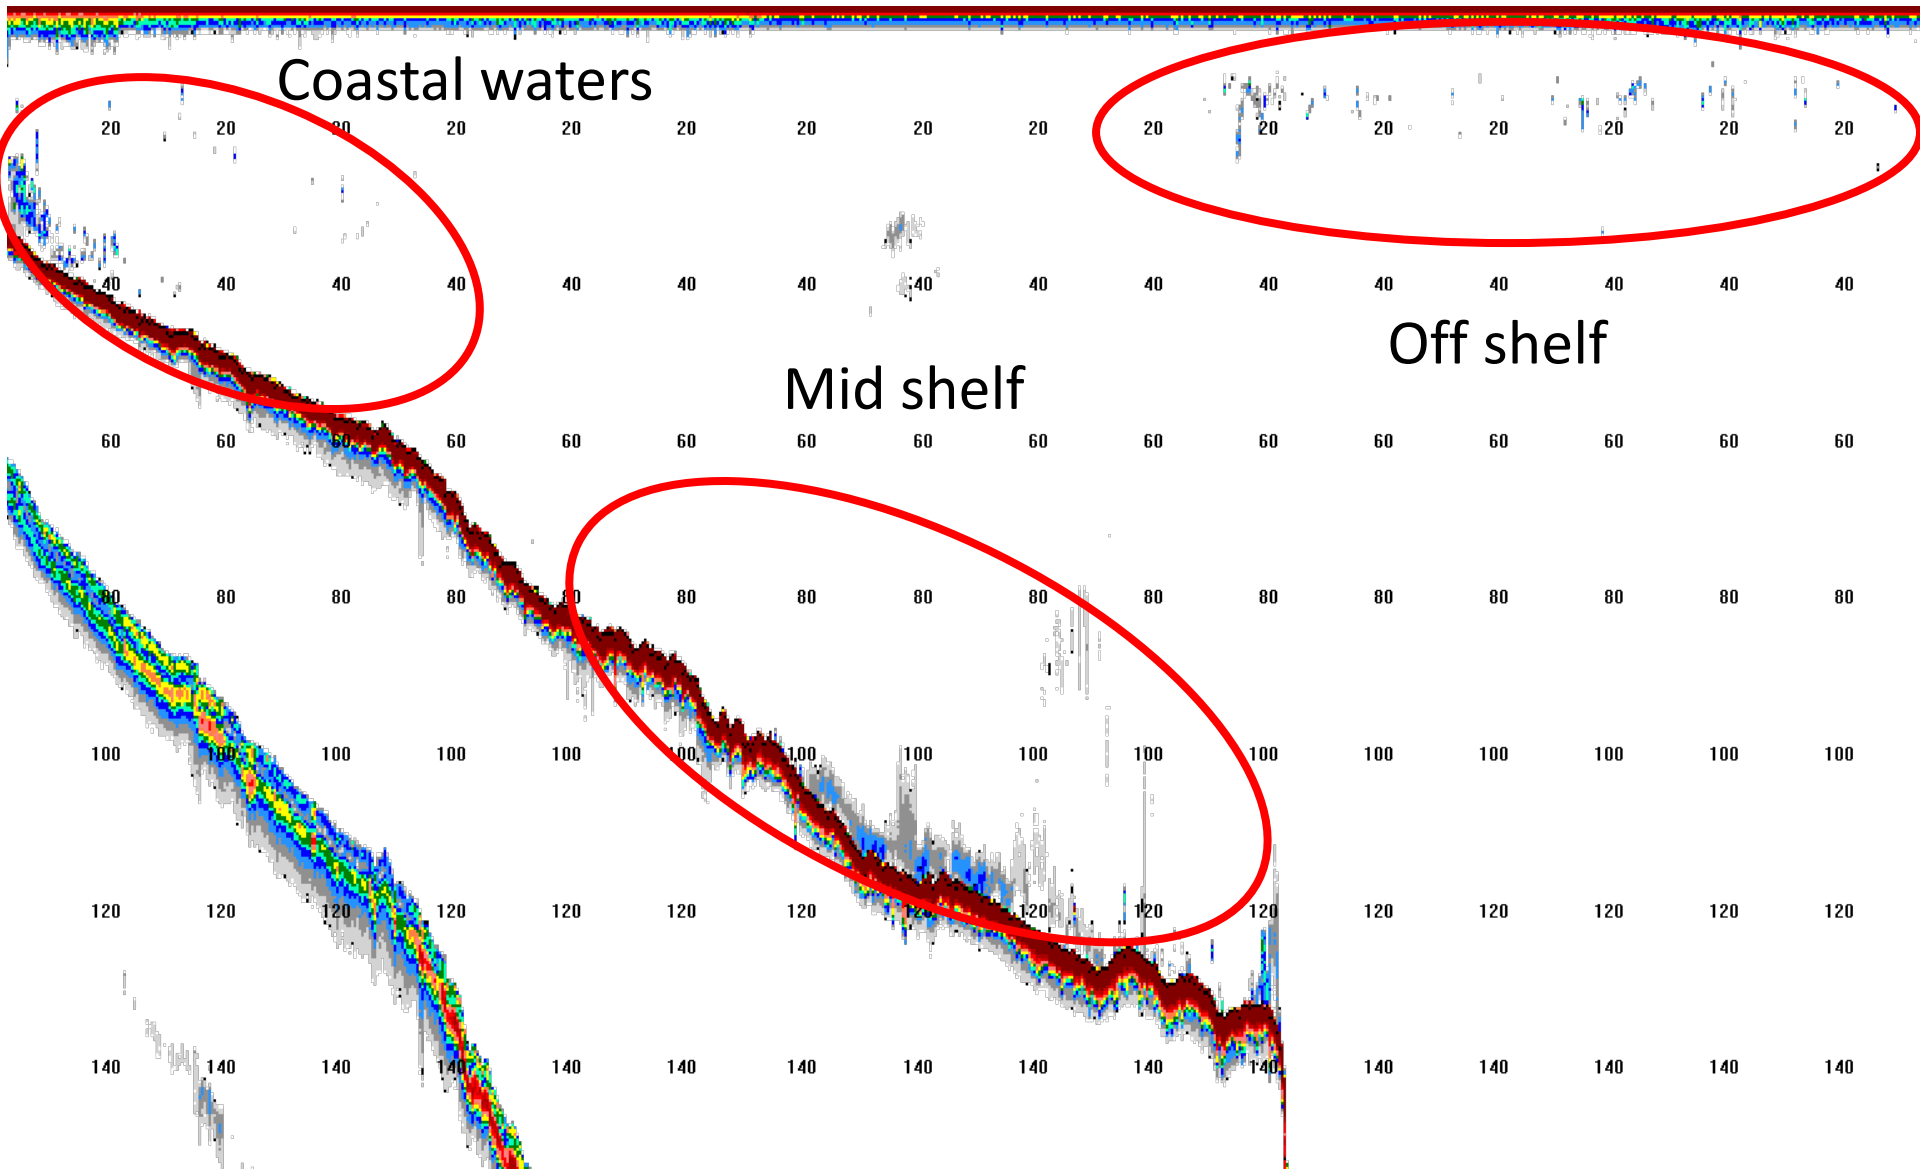 Coastal waters
20 20 20 20 20 20 20 20 20 20 20 20 20 20 20 20
40 40 40 40 40 40 40 40 40 40 40 40 40 40 40 40
Off shelf
Mid shelf
60 60 60 60 60 60 60 60 60 60 60 60 60 60 60 60
80 80 80 80 80 80 80 80 80 80 80 80 80 80 80 80
100 100 100 100 100 100 100 100 100 100 100 100 100 100 100 100
120 120 120 120 120 120 120 120 120 120 120 120 120 120 120 120
140 140 140 140 140 140 140 140 140 140 140 140 140 140 140 140